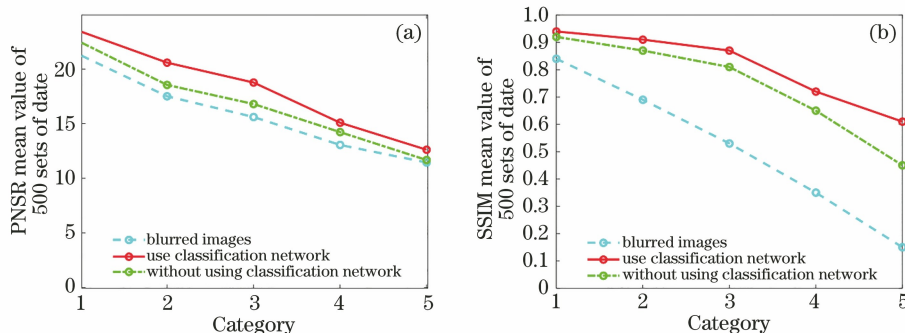 (a)
PNSR mean value of
500 sets of date
20
15
10
5
0
blurred images
use classification network
without using classification network
1 2 3 4 5
Category
(b)
SSIM mean value of
500 sets of date
1.0
0.9
0.8
0.7
0.6
0.5
0.4
0.3
0.2
0.1
0
blurred images
use classification network
without using classification network
1 2 3 4 5
Category